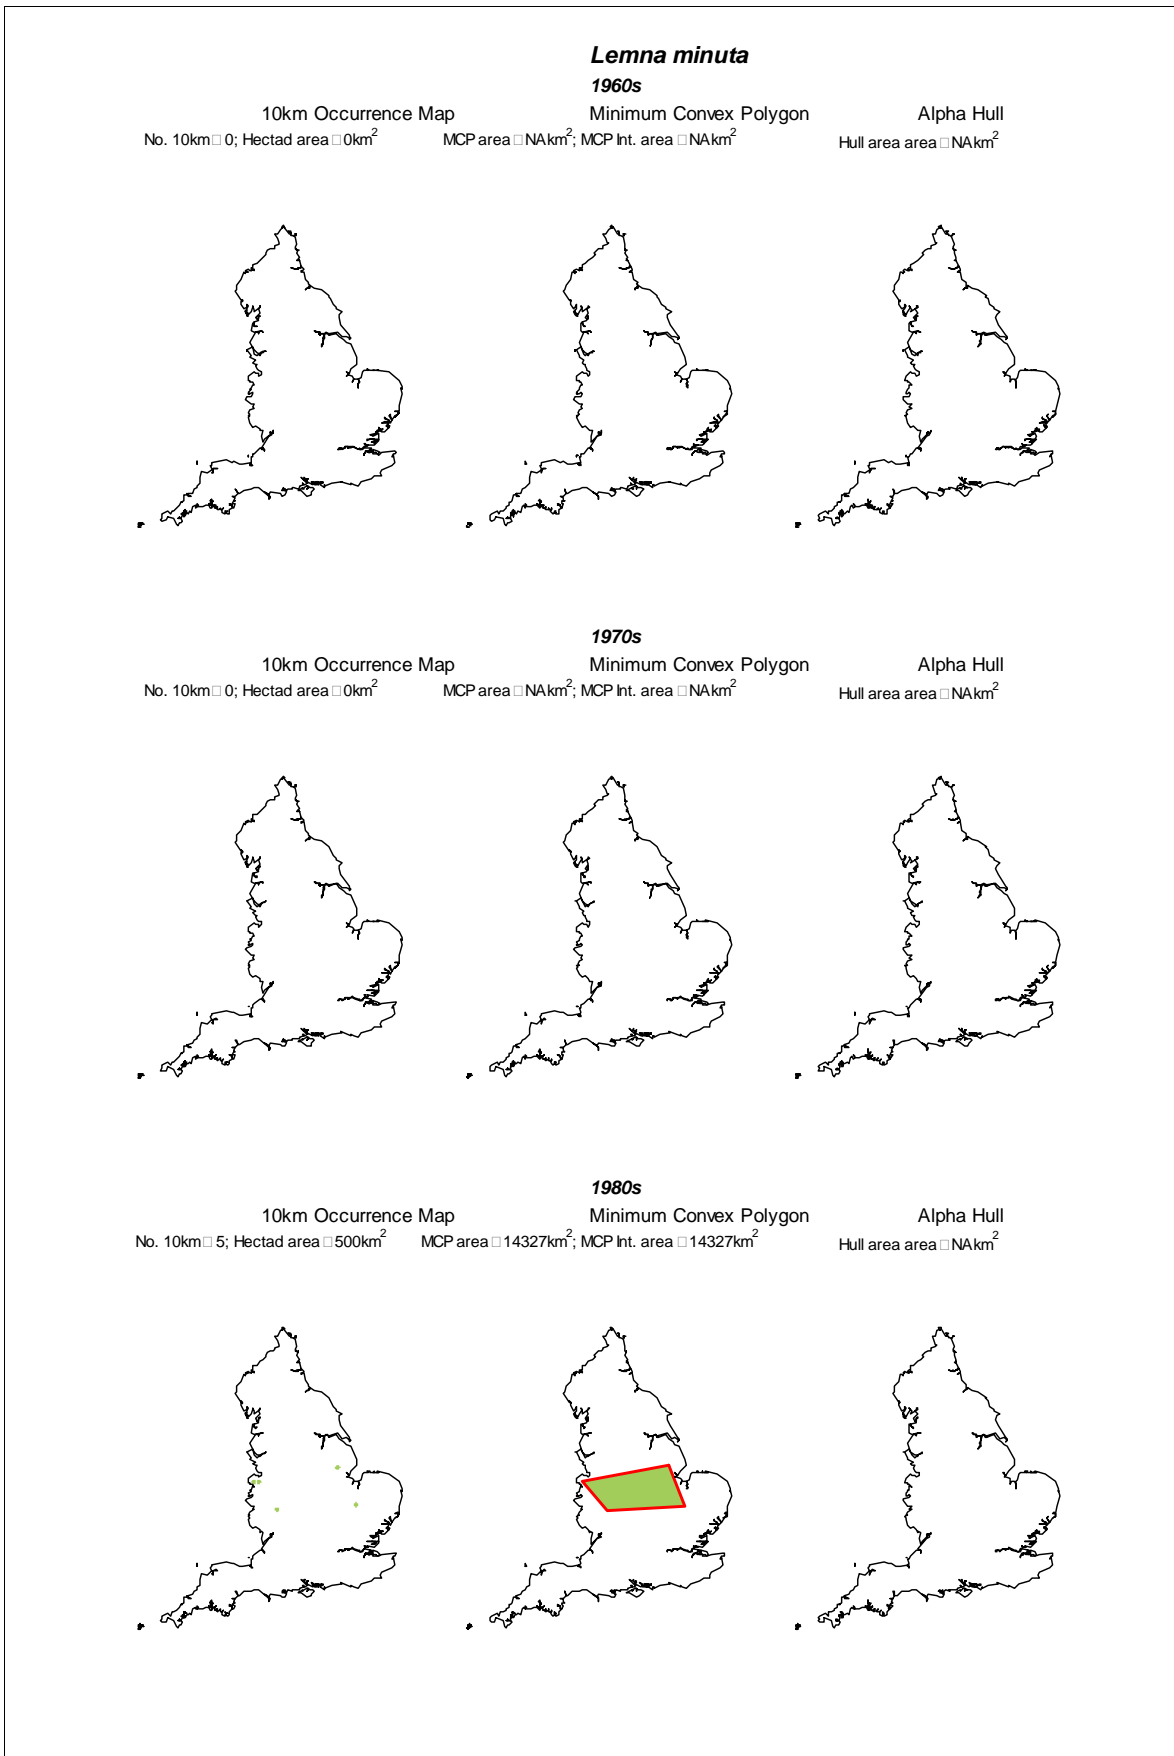 Lemna minuta
1960s
10km Occurrence Map Minimum Convex Polygon Alpha Hull
No. 10km□0; Hectad area□0km² MCP area□NAkm²; MCP Int. area□NAkm² Hull area area□NAkm²
1970s
10km Occurrence Map Minimum Convex Polygon Alpha Hull
No. 10km□0; Hectad area□0km² MCP area□NAkm²; MCP Int. area□NAkm² Hull area area□NAkm²
1980s
10km Occurrence Map Minimum Convex Polygon Alpha Hull
No. 10km□5; Hectad area□500km² MCP area□14327km²; MCP Int. area□14327km² Hull area area□NAkm²